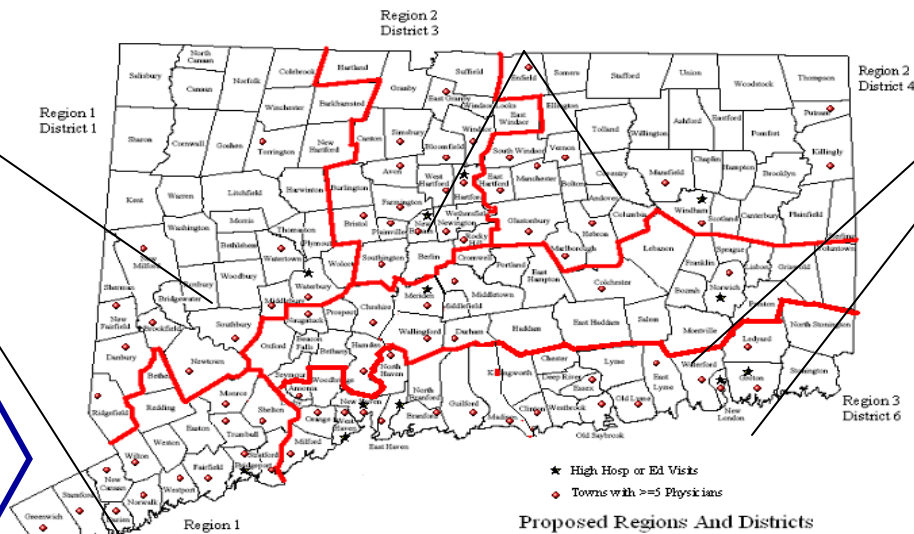 Region 2
District 3
Region 2
District 4
Region 1
District 1
Salisbury
North
Canaan
Canaan
Norfolk
Colebrook
Hartland
Granby
Suffield
East Granby
Windsor Locks
Enfield
Somers
Stafford
Union
Woodstock
Thompson
Putnam
Winchester
Barkhamsted
East
Windsor
Ellington
Tolland
Willington
Ashford
Eastford
Pomfret
Killingly
Sharon
Cornwall
Goshen
Torrington
New
Hartford
Canton
Simsbury
Bloomfield
Windsor
South Windsor
Vernon
Coventry
Mansfield
Chaplin
Hampton
Brooklyn
Avon
West
Hartford
Hartford
East
Hartford
Manchester
Bolton
Andover
Columbia
Windham
Scotland
Canterbury
Plainfield
Sterling
Kent
Warren
Litchfield
Harwinton
Burlington
Farmington
Washington
Morris
Bethlehem
Thomaston
Plymouth
Watertown
Bristol
Plainville
New
Newington
Wethersfield
Rocky
Hill
Glastonbury
Hebron
Marlborough
Lebanon
Franklin
Sprague
Lisbon
Griswold
Voluntown
New
Milford
Sherman
Roxbury
Bridgewater
Woodbury
Waterbury
Wolcott
Southington
Berlin
Cromwell
Portland
East
Hampton
Colchester
Bozrah
Norwich
Preston
North Stonington
New
Fairfield
Brookfield
Southbury
Middlebury
Naugatuck
Prospect
Cheshire
Meriden
Middlefield
Middletown
Haddam
East Haddam
Salem
Montville
Ledyard
Danbury
Bethel
Newtown
Oxford
Beacon
Falls
Bethany
Hamden
Wallingford
Durham
Seymour
Ansonia
Woodbridge
North
Haven
North
Branford
Killingworth
Chester
Deep River
Essex
Lyme
East
Lyme
Waterford
Groton
Stonington
Ridgefield
Redding
Monroe
Shelton
Orange
West
Haven
New Haven
Branford
Guilford
Madison
Clinton
Westbrook
Old Lyme
New
London
Region 3
District 6
Weston
Easton
Trumbull
Milford
East Haven
Old Saybrook
Wilton
Fairfield
Stratford
Bridgeport
New
Canaan
Westport
Norwalk
Stamford
Darien
Greenwich
High Hosp or Ed Visits
Towns with >=5 Physicians
Region 1
Proposed Regions And Districts